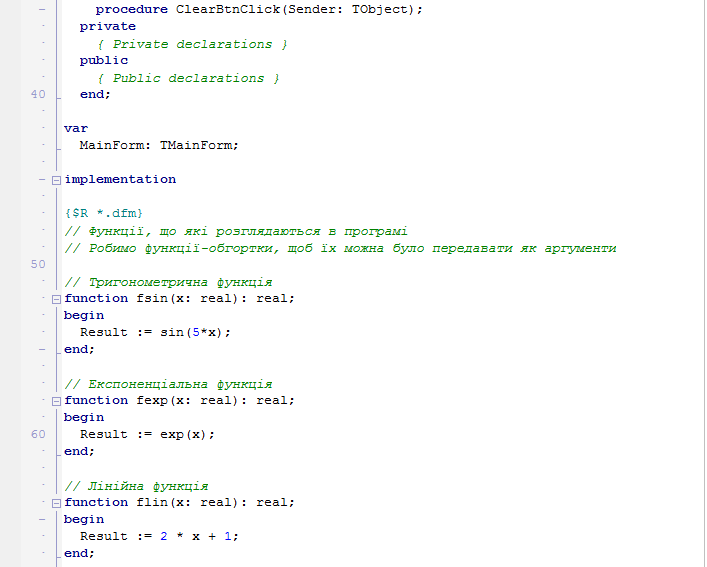 procedure ClearBtnClick(Sender: TObject);
private
{ Private declarations }
public
{ Public declarations }
40 end;
var
MainForm: TMainForm;
implementation
{$R *.dfm}
// Функції, що які розглядаються в програмі
// Робимо функції-обгортки, щоб їх можна було передавати як аргументи
50
// Тригонометрична функція
function fsin(x: real): real;
begin
Result := sin(5*x);
end;
// Експоненціальна функція
function fexp(x: real): real;
begin
60 Result := exp(x);
end;
// Лінійна функція
function flin(x: real): real;
begin
Result := 2 * x + 1;
end;